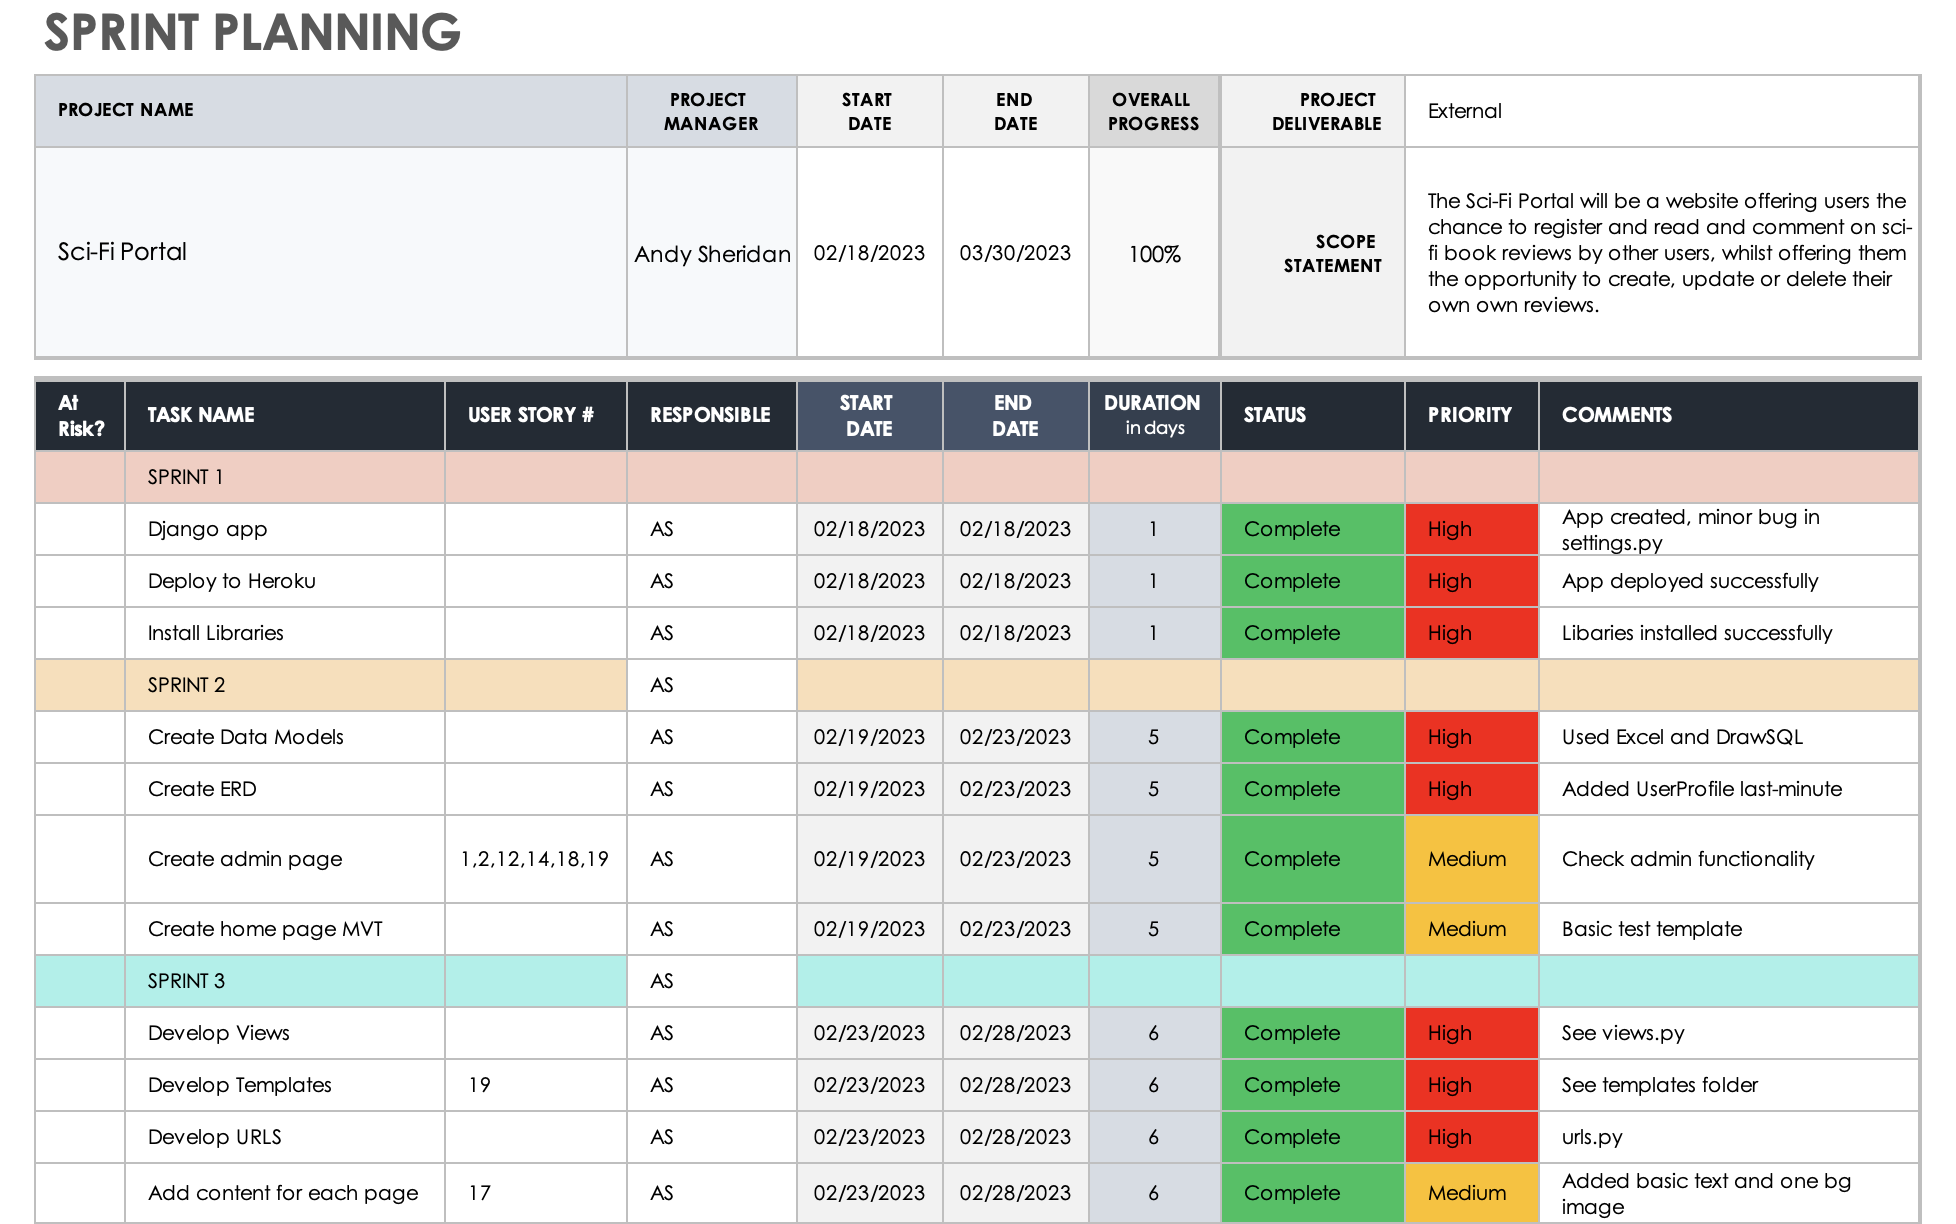 SPRINT PLANNING
PROJECT NAME
PROJECT MANAGER
START DATE
END DATE
OVERALL PROGRESS
PROJECT DELIVERABLE
External
Sci-Fi Portal
Andy Sheridan
02/18/2023
03/30/2023
100%
SCOPE STATEMENT
The Sci-Fi Portal will be a website offering users the
chance to register and read and comment on sci-
fi book reviews by other users, whilst offering them
the opportunity to create, update or delete their
own own reviews.
At Risk? TASK NAME USER STORY # RESPONSIBLE START DATE END DATE DURATION in days STATUS PRIORITY COMMENTS
SPRINT 1
Django app AS 02/18/2023 02/18/2023 1 Complete High App created, minor bug in settings.py
Deploy to Heroku AS 02/18/2023 02/18/2023 1 Complete High App deployed successfully
Install Libraries AS 02/18/2023 02/18/2023 1 Complete High Libaries installed successfully
SPRINT 2 AS
Create Data Models AS 02/19/2023 02/23/2023 5 Complete High Used Excel and DrawSQL
Create ERD AS 02/19/2023 02/23/2023 5 Complete High Added UserProfile last-minute
Create admin page 1,2,12,14,18,19 AS 02/19/2023 02/23/2023 5 Complete Medium Check admin functionality
Create home page MVT AS 02/19/2023 02/23/2023 5 Complete Medium Basic test template
SPRINT 3 AS
Develop Views AS 02/23/2023 02/28/2023 6 Complete High See views.py
Develop Templates 19 AS 02/23/2023 02/28/2023 6 Complete High See templates folder
Develop URLS AS 02/23/2023 02/28/2023 6 Complete High urls.py
Add content for each page 17 AS 02/23/2023 02/28/2023 6 Complete Medium Added basic text and one bg image